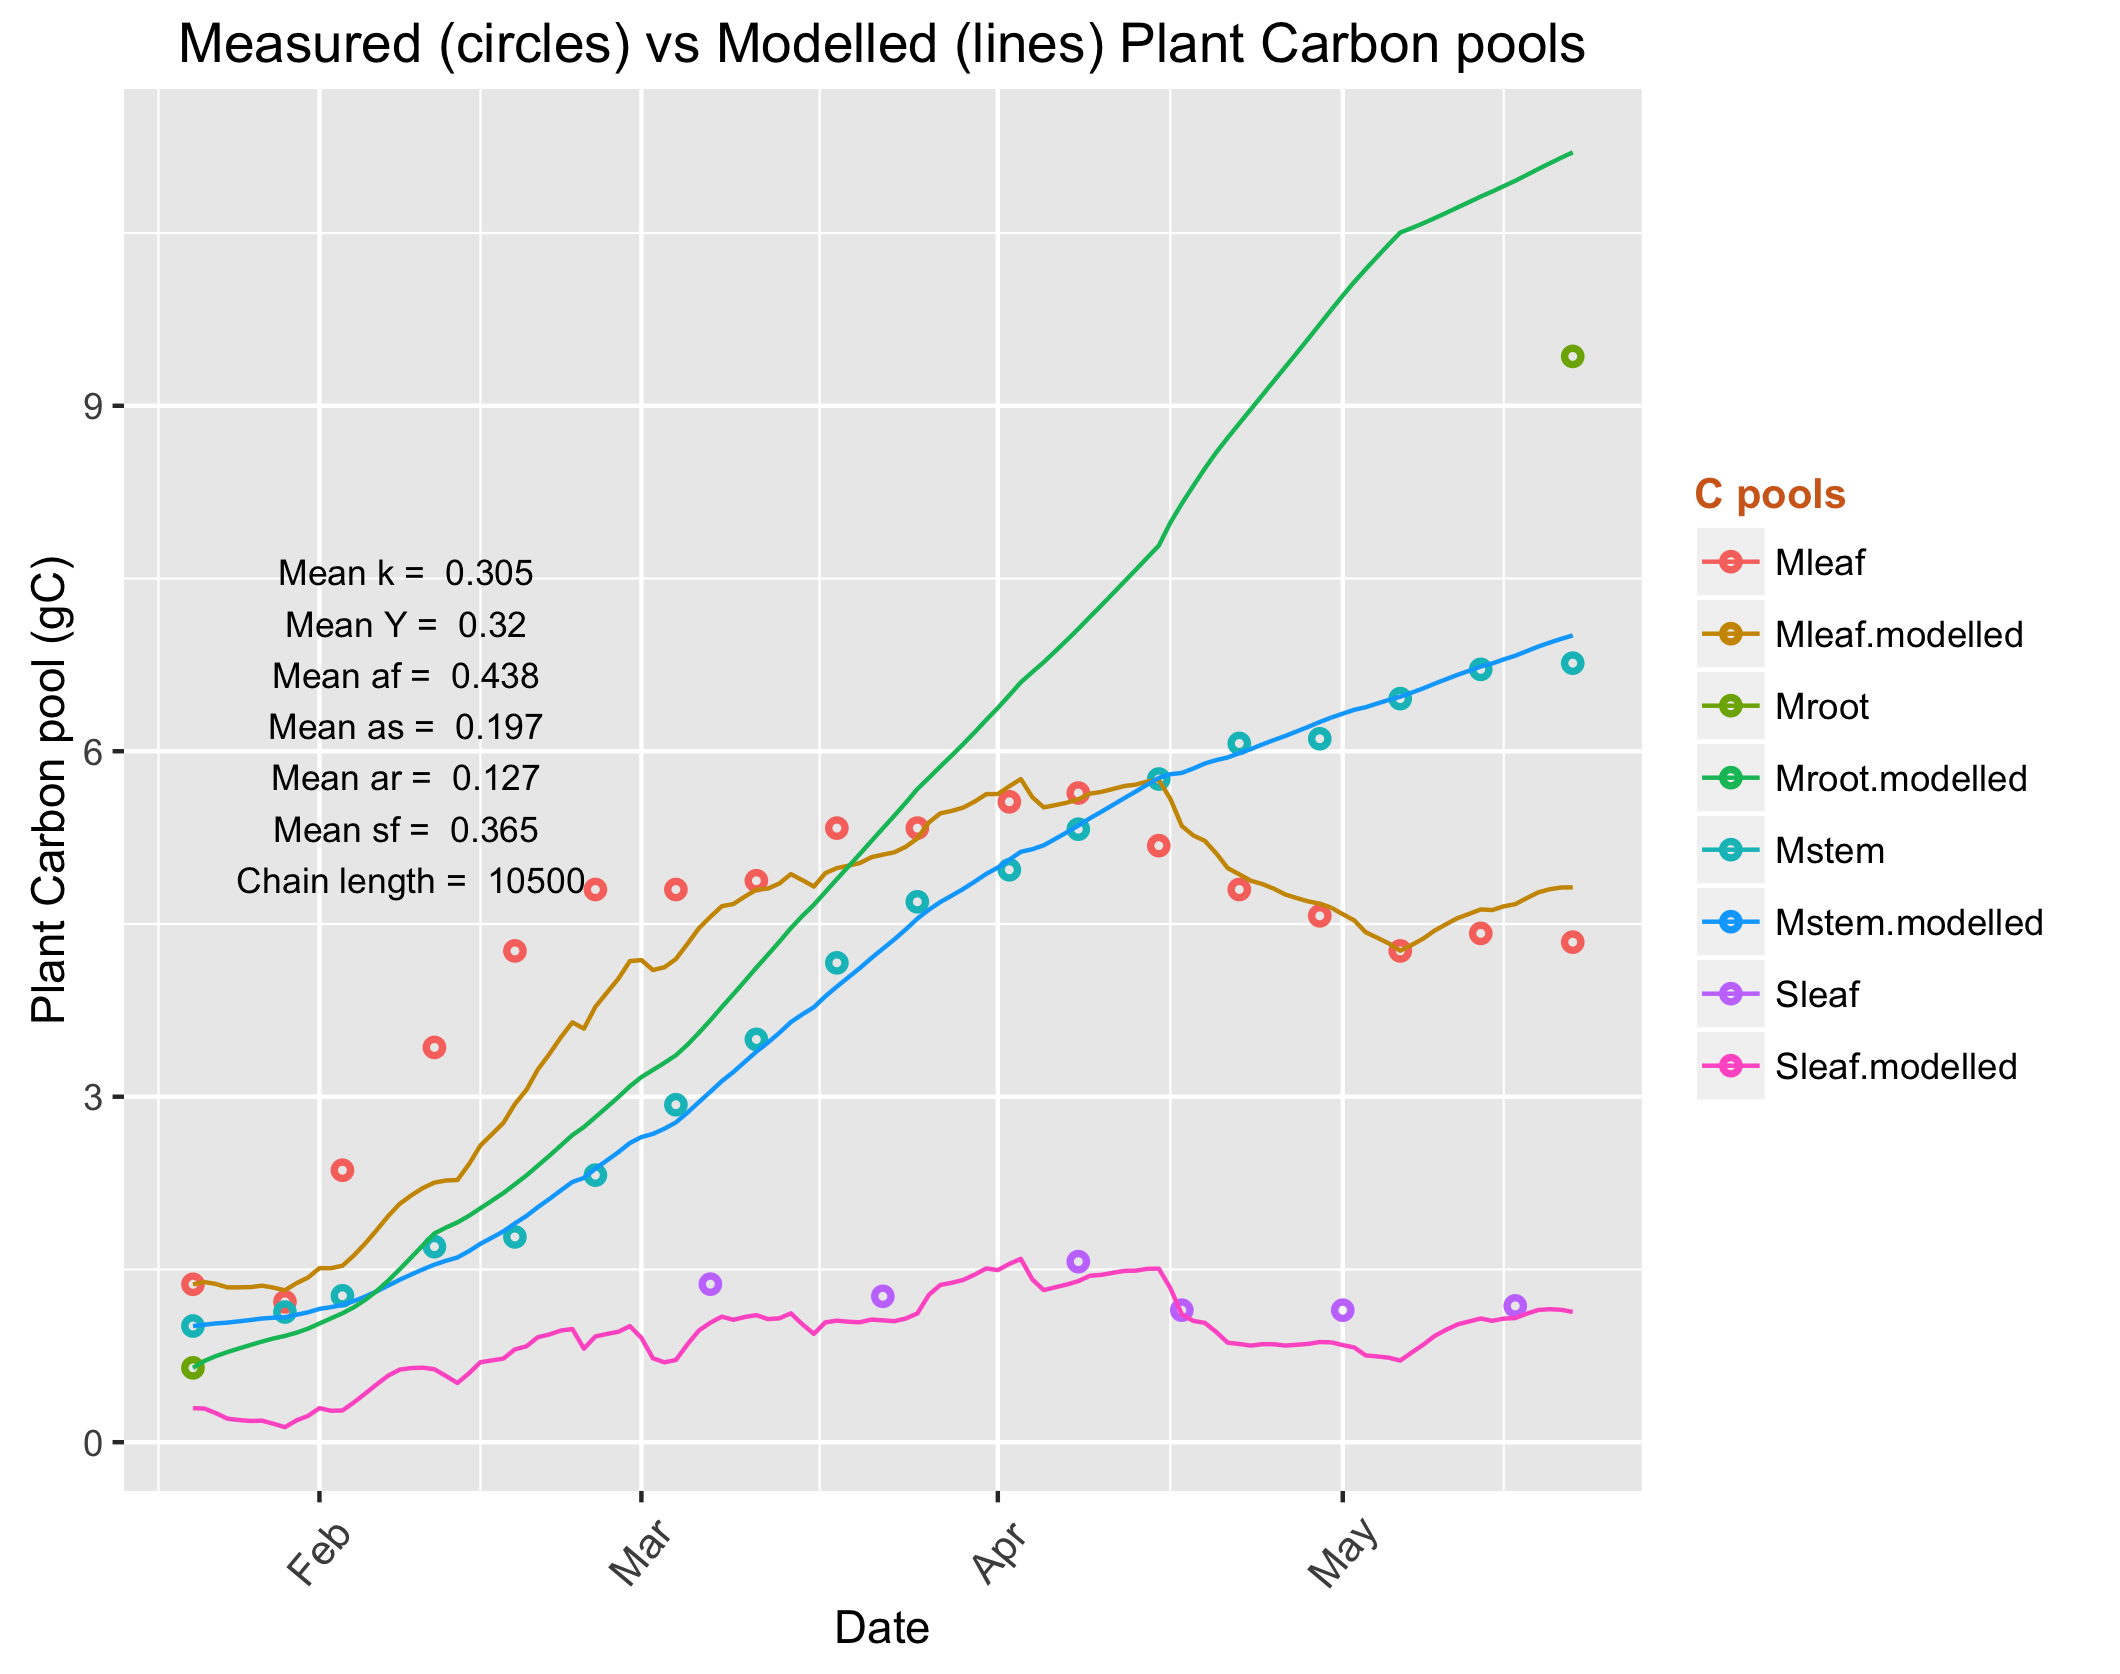 Measured (circles) vs Modelled (lines) Plant Carbon pools
Plant Carbon pool (gC)
9
6
3
0
Mean k = 0.305
Mean Y = 0.32
Mean af = 0.438
Mean as = 0.197
Mean ar = 0.127
Mean sf = 0.365
Chain length = 10500
Feb
Mar
Apr
May
Date
C pools
Mleaf
Mleaf.modelled
Mroot
Mroot.modelled
Mstem
Mstem.modelled
Sleaf
Sleaf.modelled